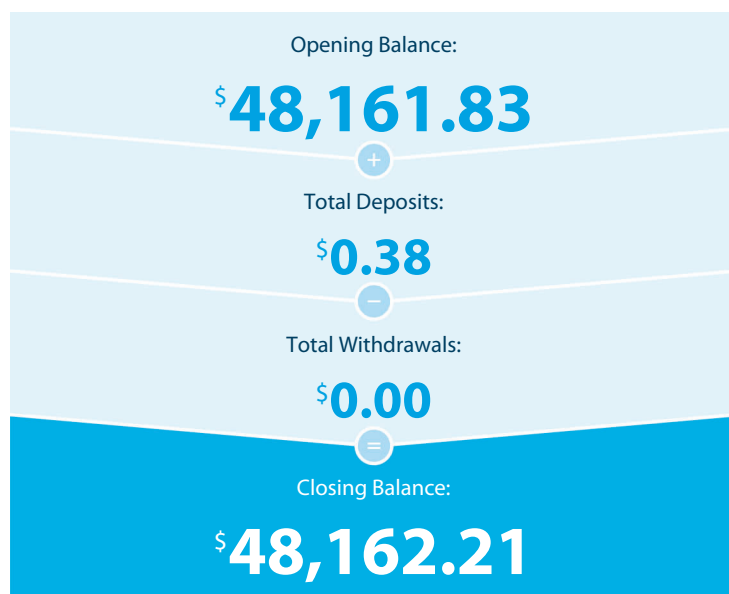 Opening Balance:
$48,161.83
+
Total Deposits:
$0.38
−
Total Withdrawals:
$0.00
=
Closing Balance:
$48,162.21